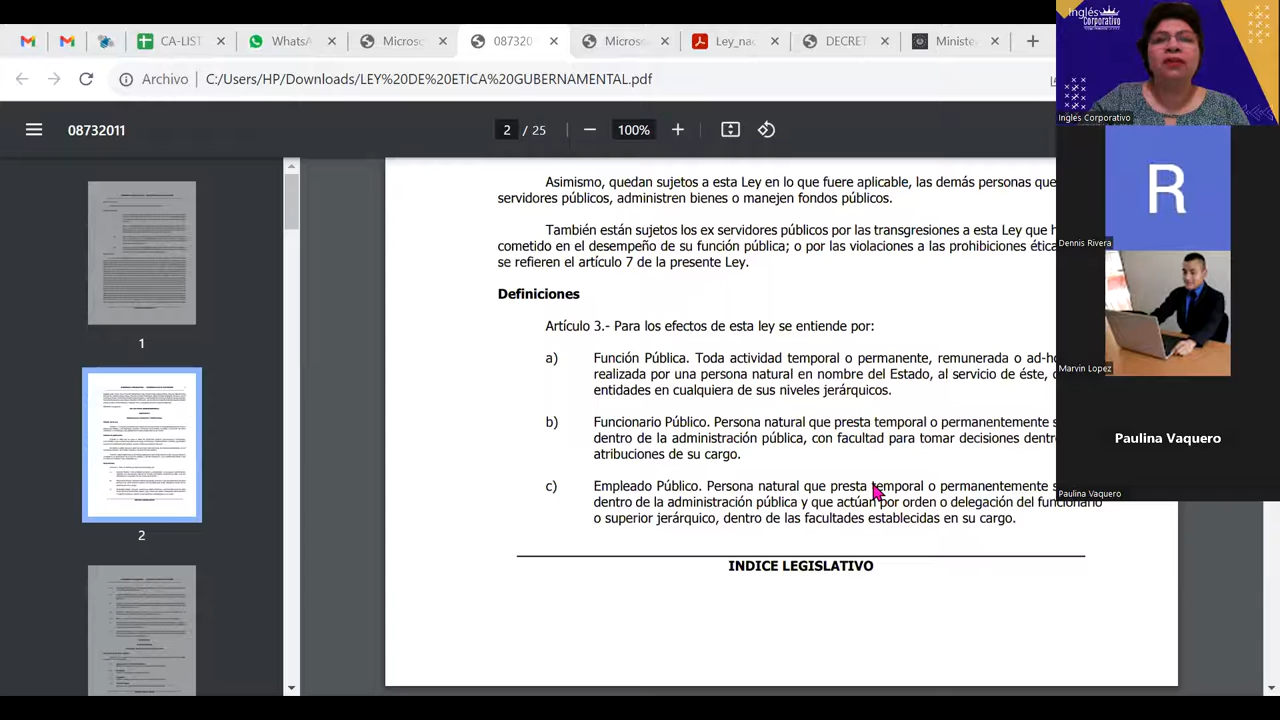 CA-LIST
WhatsA
Microsc
087320
Microse
Ley_nac
DECRET
Ministe
Archivo
C:/Users/HP/Downloads/LEY%20DE%20ETICA%20GUBERNAMENTAL.pdf
08732011
2 / 25
100%
Asimismo, quedan sujetos a esta Ley en lo que fuere aplicable, las demás personas que
servidores públicos, administren bienes o manejen fondos públicos.
También están sujetos los ex servidores públicos por las transgresiones a esta Ley que h
cometido en el desempeño de su función pública; o por las violaciones a las prohibiciones ética
se refieren el artículo 7 de la presente Ley.
Definiciones
Artículo 3.- Para los efectos de esta ley se entiende por:
a) Función Pública. Toda actividad temporal o permanente, remunerada o ad-ho
realizada por una persona natural en nombre del Estado, al servicio de éste, o
entidades en cualquiera de sus niveles jerárquicos.
b) Funcionario Público. Persona natural que presta temporal o permanentemente s
dentro de la administración pública, con facultad para tomar decisiones dentro
atribuciones de su cargo.
c) Empleado Público. Persona natural que presta temporal o permanentemente s
dentro de la administración pública y que actúan por orden o delegación del funcionario
o superior jerárquico, dentro de las facultades establecidas en su cargo.
INDICE LEGISLATIVO
1
2
Inglés
Corporativo
Inglés Corporativo
R
Dennis Rivera
Marvin Lopez
Paulina Vaquero
Paulina Vaquero